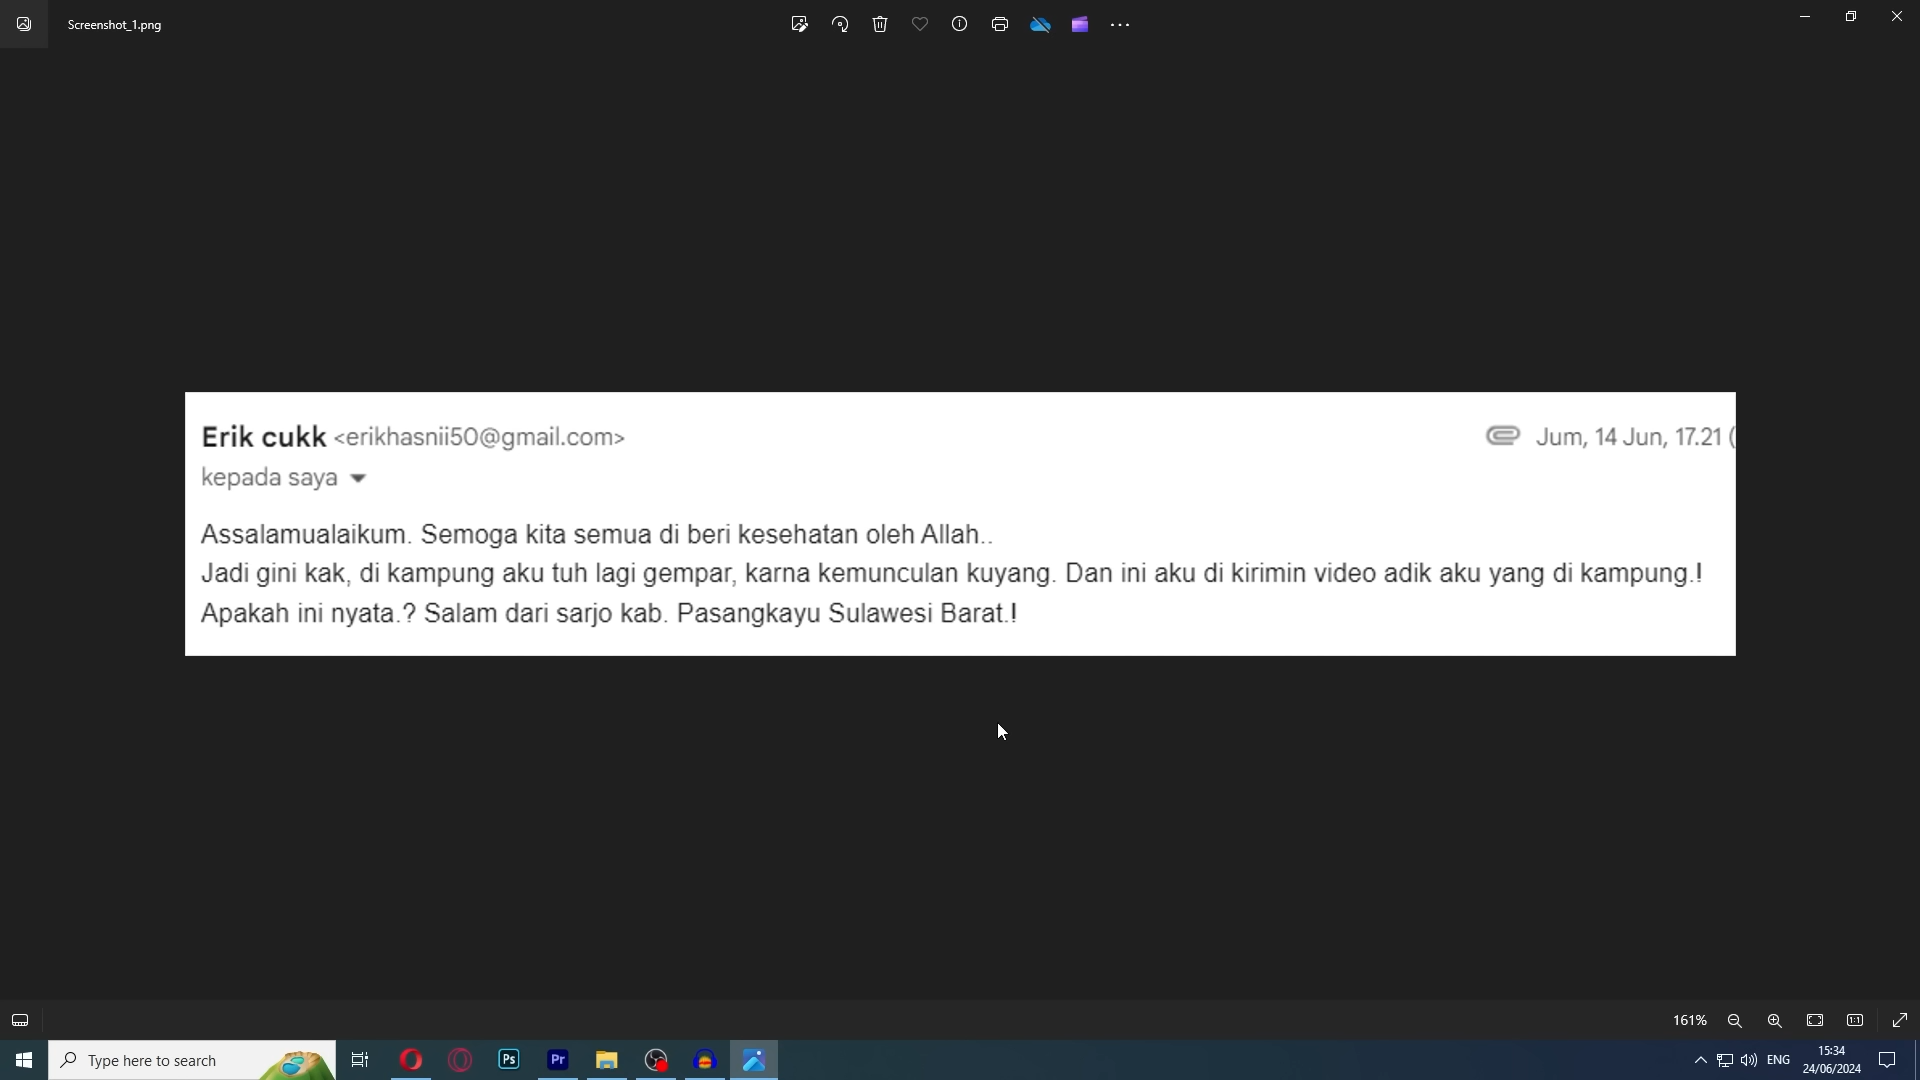 Screenshot_1.png
Erik cukk <erikhasnii50@gmail.com> Jum, 14 Jun, 17.21 (
kepada saya
Assalamualaikum. Semoga kita semua di beri kesehatan oleh Allah..
Jadi gini kak, di kampung aku tuh lagi gempar, karna kemunculan kuyang. Dan ini aku di kirimin video adik aku yang di kampung.!
Apakah ini nyata.? Salam dari sarjo kab. Pasangkayu Sulawesi Barat.!
161%
Type here to search
Ps
Pr
ENG
15:34
24/06/2024